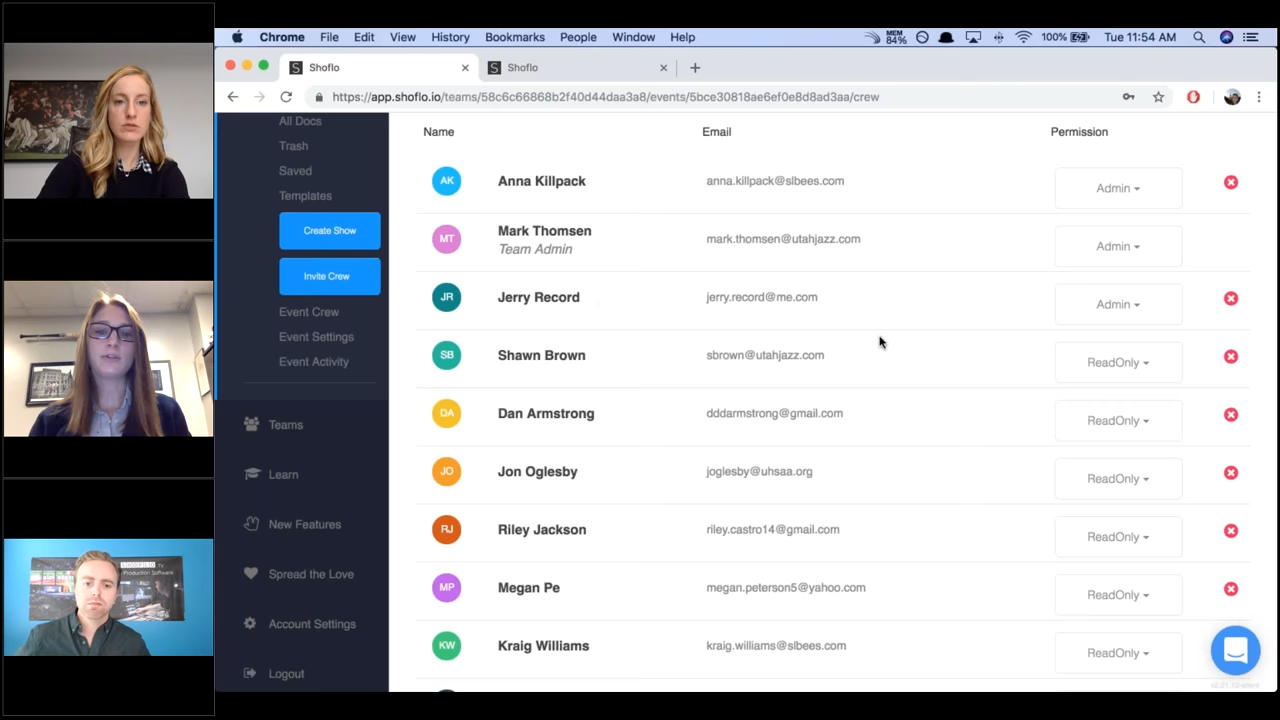 Chrome File Edit View History Bookmarks People Window Help MEM 84% 100% Tue 11:54 AM
S Shoflo × S Shoflo × +
https://app.shoflo.io/teams/58c6c66868b2f40d44daa3a8/events/5bce30818ae6ef0e8d8ad3aa/crew
All Docs
Trash
Saved
Templates
Create Show
Invite Crew
Event Crew
Event Settings
Event Activity
Teams
Learn
New Features
Spread the Love
Account Settings
Logout
Name Email Permission
AK Anna Killpack anna.killpack@slbees.com Admin
MT Mark Thomsen mark.thomsen@utahjazz.com Admin
Team Admin
JR Jerry Record jerry.record@me.com Admin
SB Shawn Brown sbrown@utahjazz.com ReadOnly
DA Dan Armstrong dddarmstrong@gmail.com ReadOnly
JO Jon Oglesby joglesby@uhsaa.org ReadOnly
RJ Riley Jackson riley.castro14@gmail.com ReadOnly
MP Megan Pe megan.peterson5@yahoo.com ReadOnly
KW Kraig Williams kraig.williams@slbees.com ReadOnly